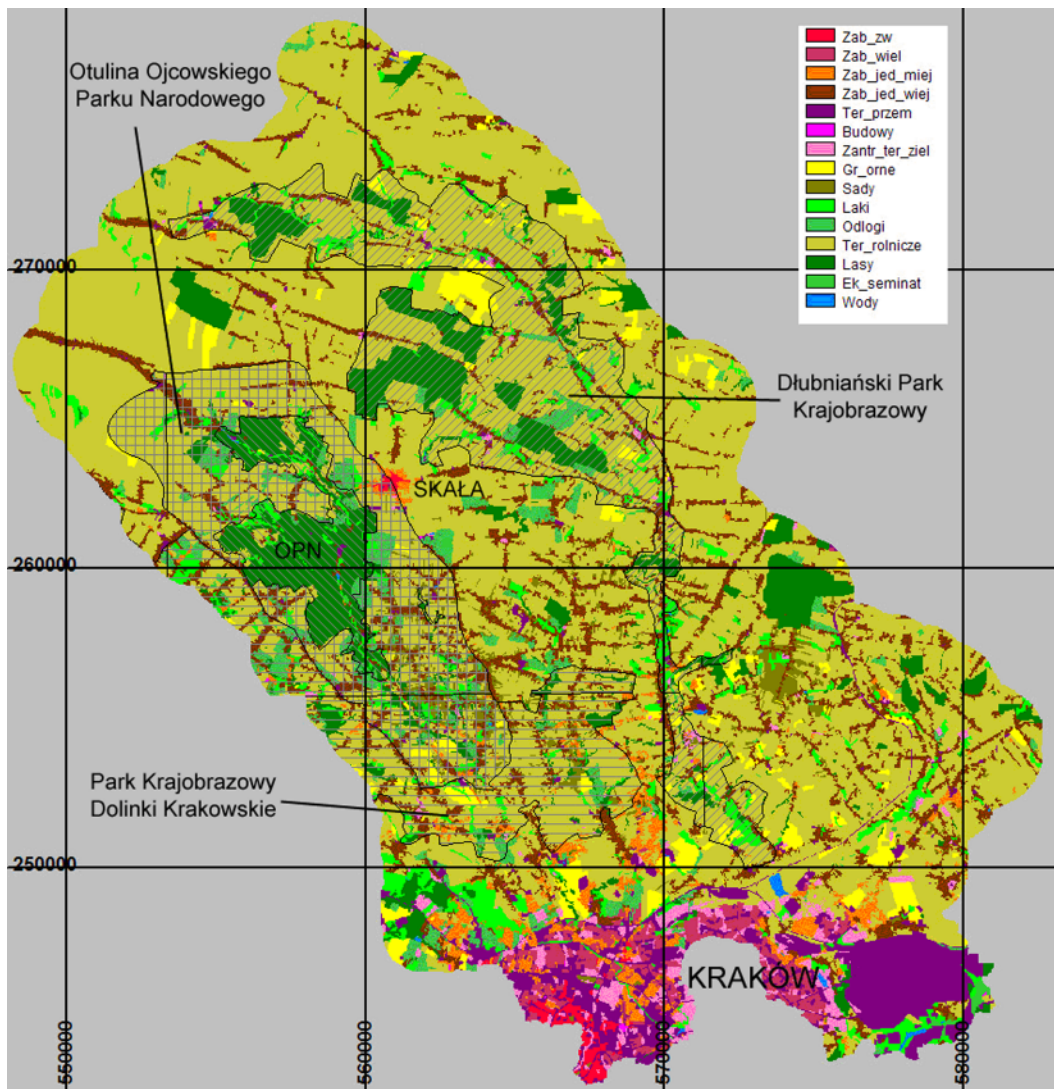 Otulina Ojcowskiego
Parku Narodowego
Zab_zw
Zab_wiel
Zab_jed_miej
Zab_jed_wiej
Ter_przem
Budowy
Zantr_ter_ziel
Gr_orne
Sady
Laki
Odlogi
Ter_rolnicze
Lasy
Ek_seminat
Wody
270000
Dłubniański Park
Krajobrazowy
SKAŁA
OPN
260000
Park Krajobrazowy
Dolinki Krakowskie
250000
KRAKÓW
550000
560000
570000
580000